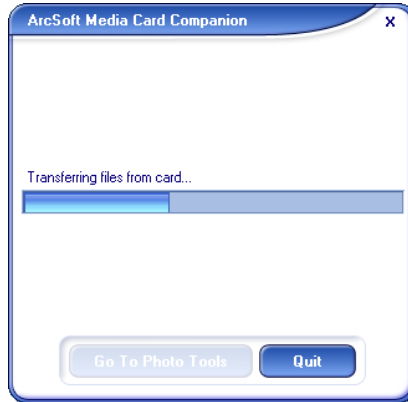 ArcSoft Media Card Companion
x
Transferring files from card...
Go To Photo Tools
Quit